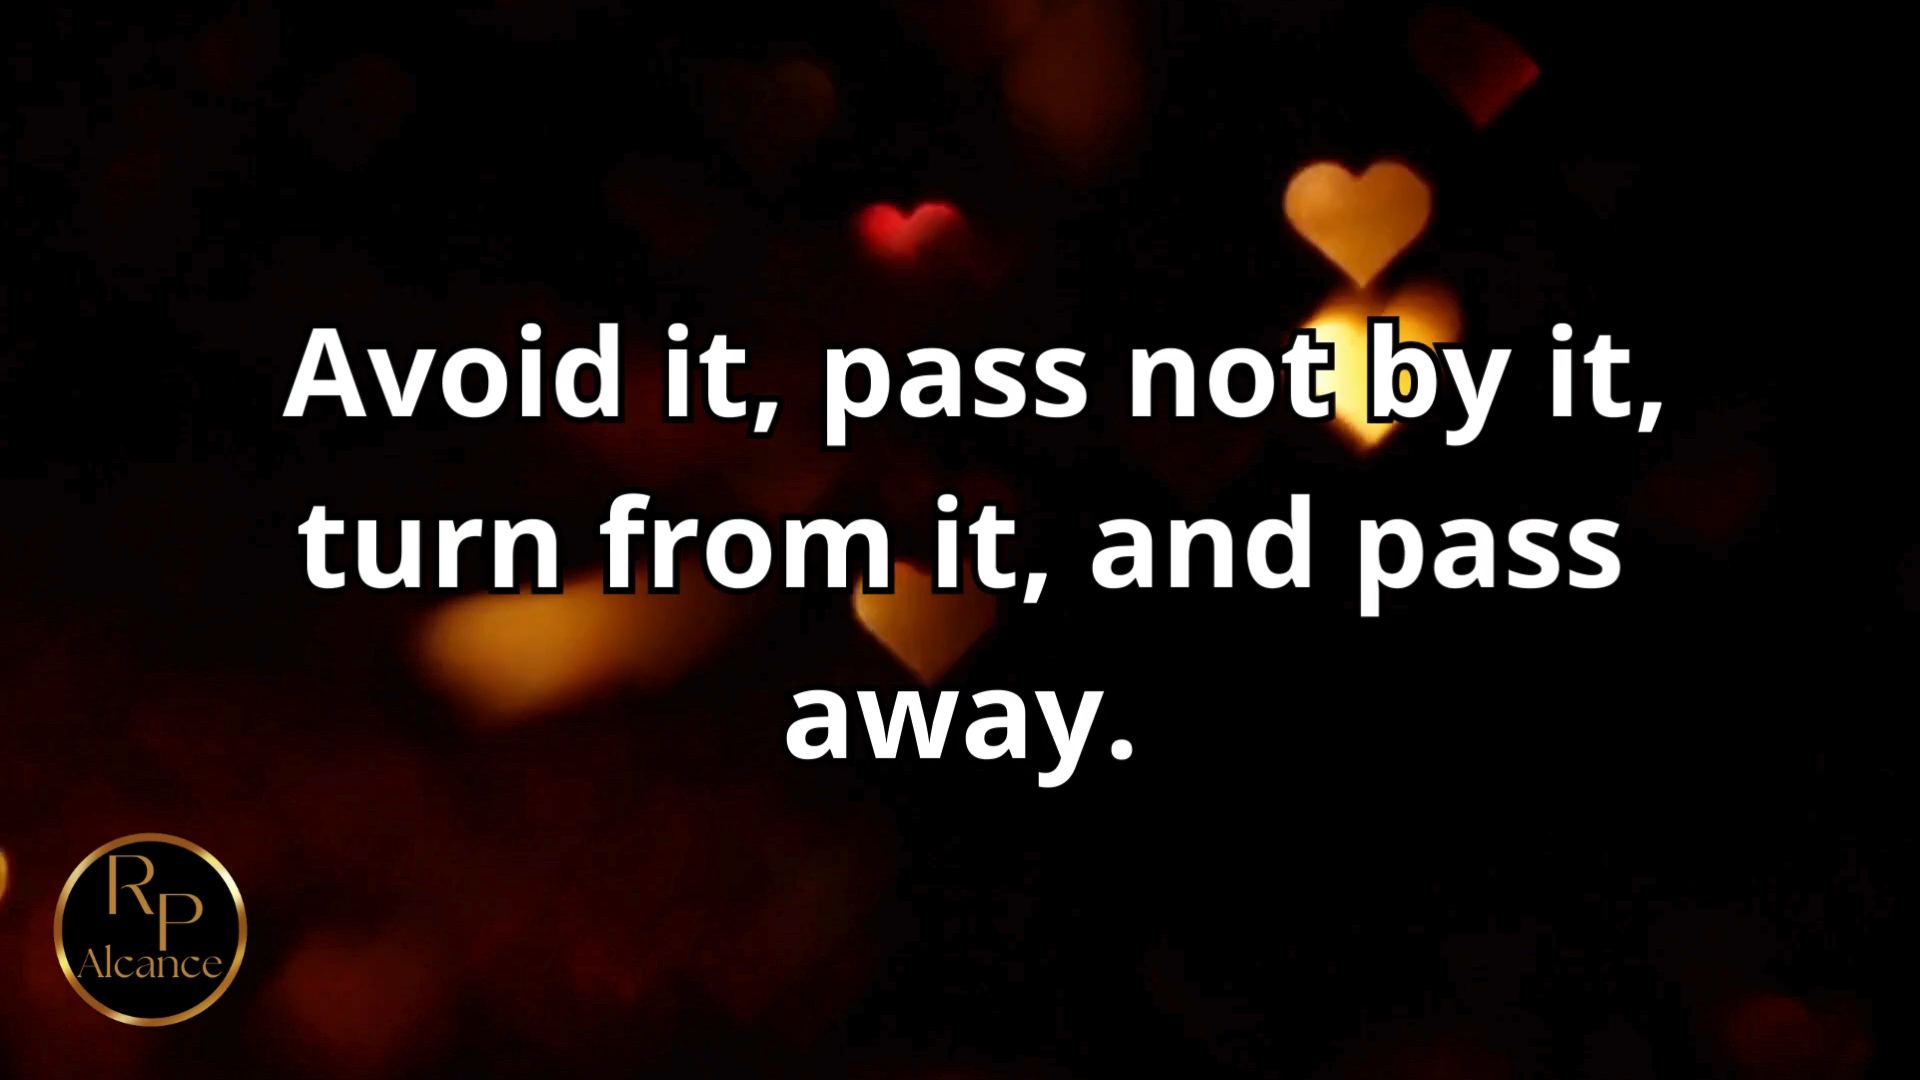 Avoid it, pass not by it,
turn from it, and pass
away.
RP
Alcance